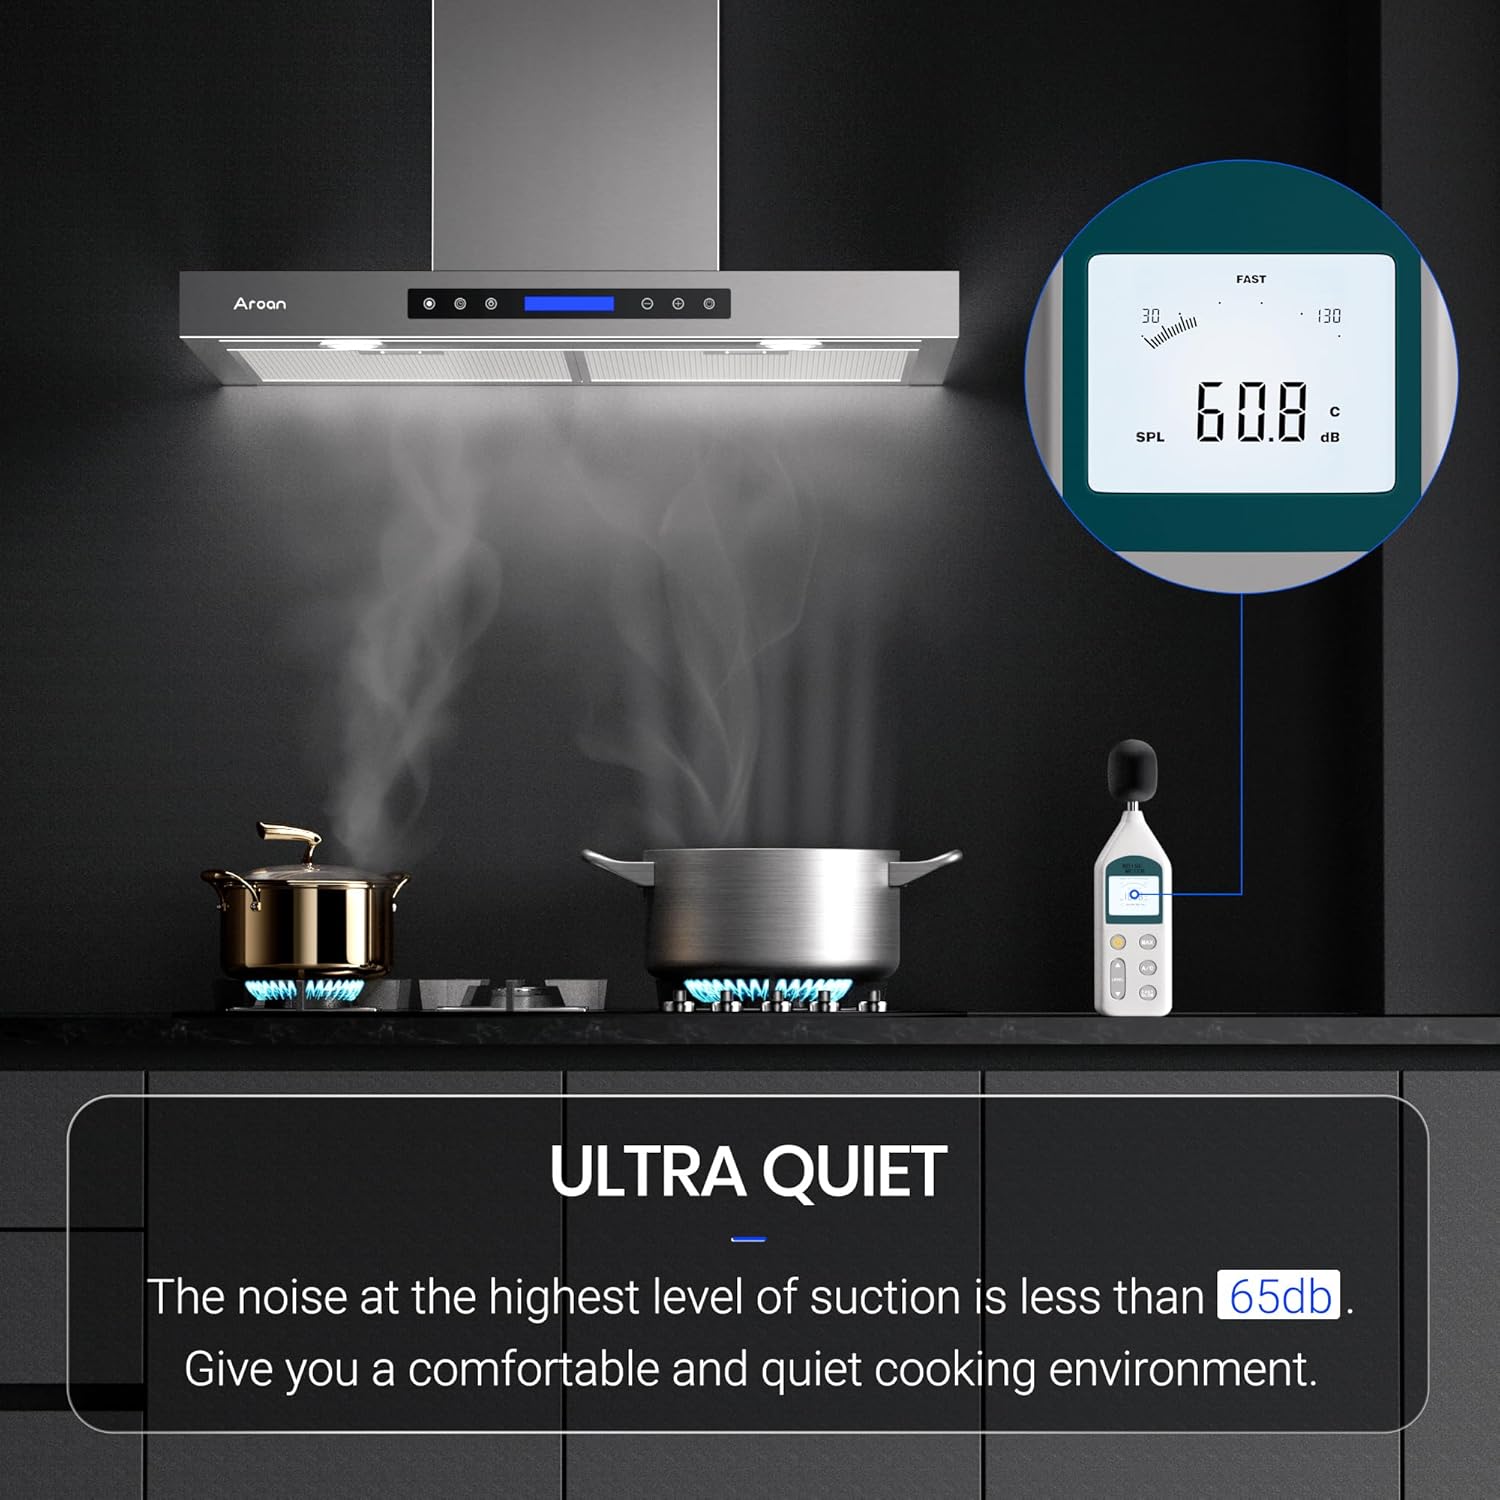 Aroan
FAST
30
130
60.8
C
SPL
dB
MAX
A/C
ULTRA QUIET
The noise at the highest level of suction is less than 65db.
Give you a comfortable and quiet cooking environment.